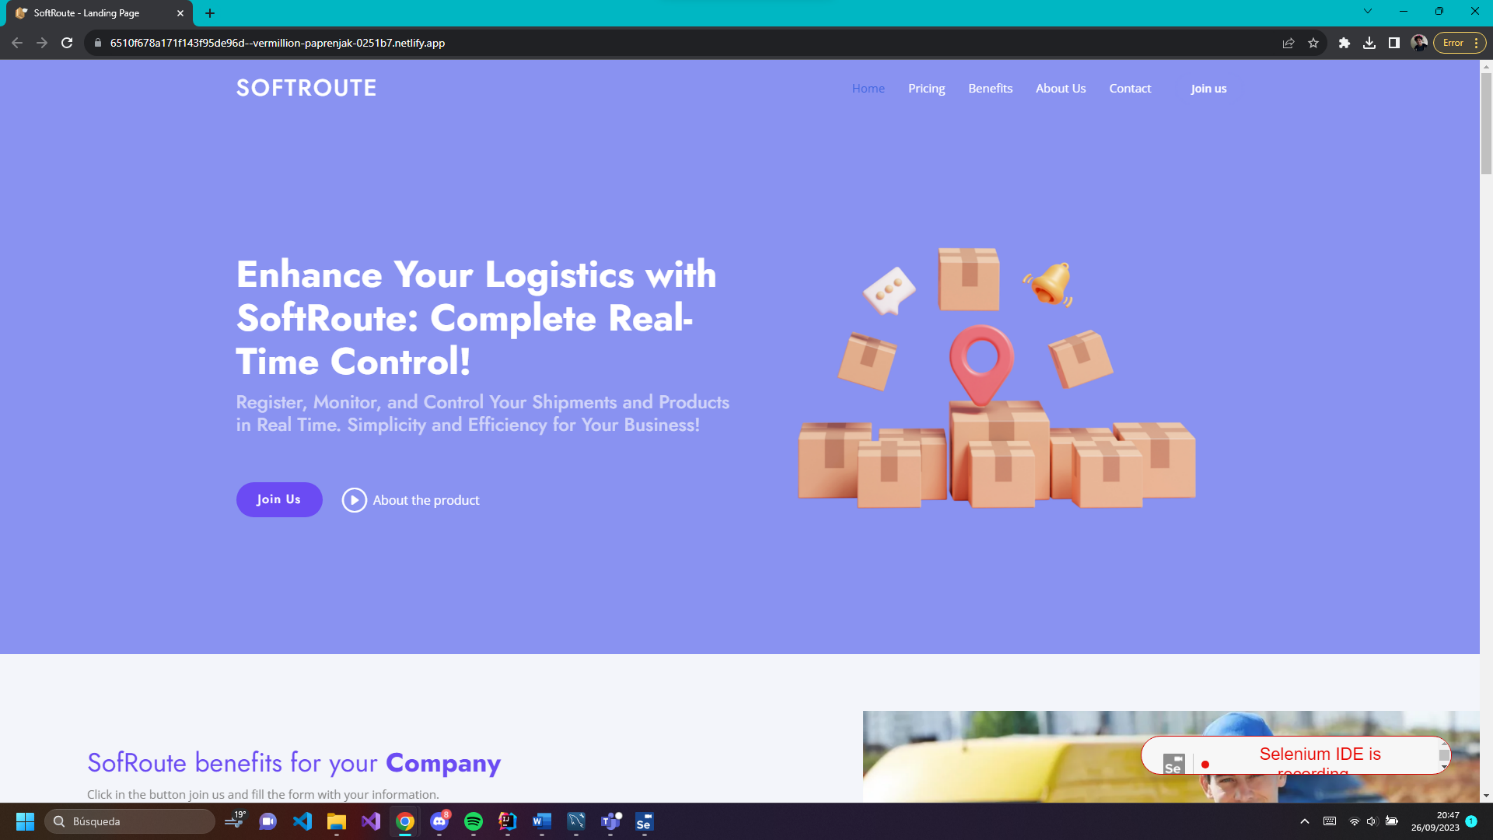 SoftRoute - Landing Page
6510f678a171f143f95de96d--vermillion-paprenjak-0251b7.netlify.app
Error
SOFTROUTE
Home
Pricing
Benefits
About Us
Contact
Join us
Enhance Your Logistics with
SoftRoute: Complete Real-
Time Control!
Register, Monitor, and Control Your Shipments and Products
in Real Time. Simplicity and Efficiency for Your Business!
Join Us
About the product
SofRoute benefits for your Company
Click in the button join us and fill the form with your information.
Se
Selenium IDE is
recording
Búsqueda
19°
8
W
Se
20:47
26/09/2023
1